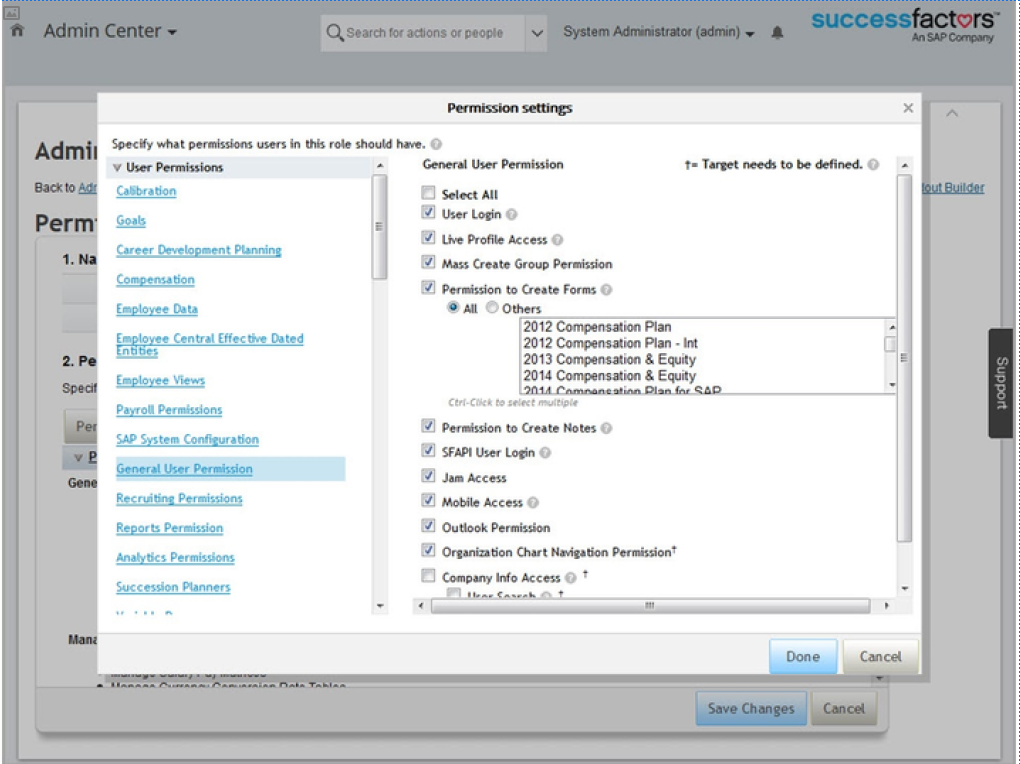 Admin Center
Search for actions or people
System Administrator (admin)
successfactors™
An SAP Company
Permission settings
Admi
Specify what permissions users in this role should have.
Back to Adr
out Builder
Perm
1. Na
2. Pe
Specif
Per
P
Gene
Mana
User Permissions
Calibration
Goals
Career Development Planning
Compensation
Employee Data
Employee Central Effective Dated
Entities
Employee Views
Payroll Permissions
SAP System Configuration
General User Permission
Recruiting Permissions
Reports Permission
Analytics Permissions
Succession Planners
General User Permission
†= Target needs to be defined.
Select All
User Login
Live Profile Access
Mass Create Group Permission
Permission to Create Forms
All Others
2012 Compensation Plan
2012 Compensation Plan - Int
2013 Compensation & Equity
2014 Compensation & Equity
2014 Compensation Plan for SAP
Ctrl-Click to select multiple
Permission to Create Notes
SFAPI User Login
Jam Access
Mobile Access
Outlook Permission
Organization Chart Navigation Permission†
Company Info Access †
User Search †
Done Cancel
Manage Currency Conversion Rate Tables
Save Changes Cancel
Support